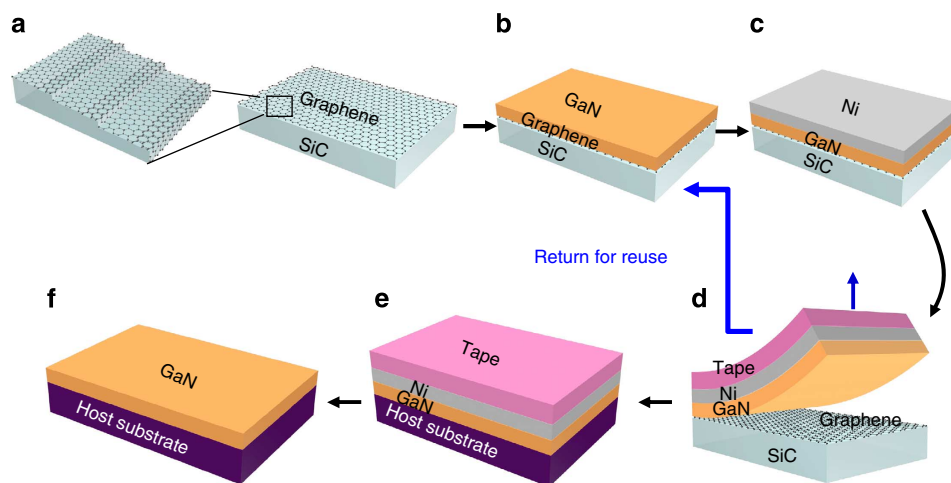 a
Graphene
SiC
b
GaN
Graphene
SiC
c
Ni
GaN
SiC
Return for reuse
f
GaN
Host substrate
e
Tape
Ni
GaN
Host substrate
d
Tape
Ni
GaN
Graphene
SiC